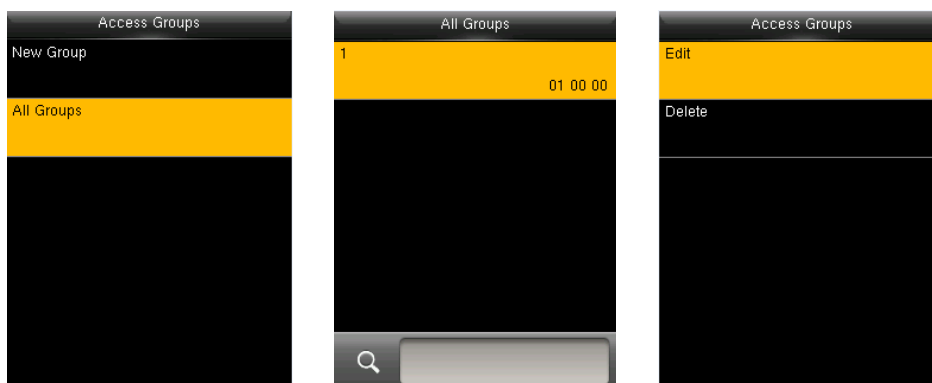 Access Groups
New Group
All Groups
All Groups
1
01 00 00
Access Groups
Edit
Delete